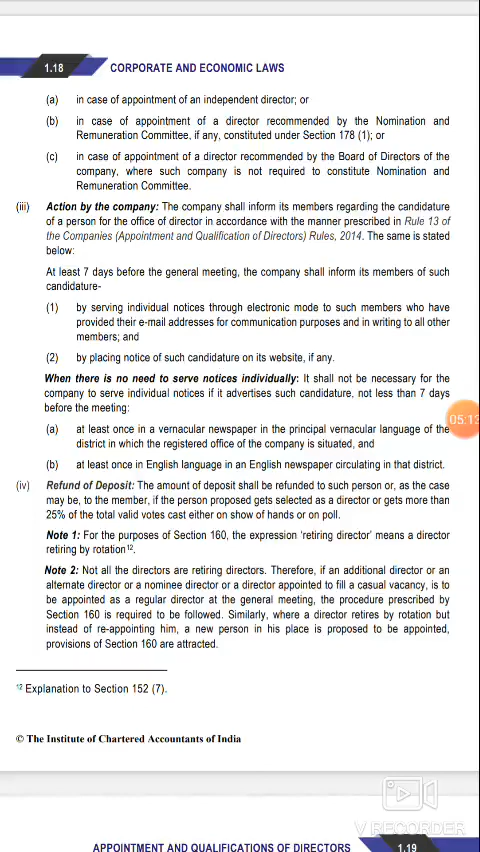 1.18 CORPORATE AND ECONOMIC LAWS
(a) in case of appointment of an independent director; or
(b) in case of appointment of a director recommended by the Nomination and
Remuneration Committee, if any, constituted under Section 178 (1); or
(c) in case of appointment of a director recommended by the Board of Directors of the
company, where such company is not required to constitute Nomination and
Remuneration Committee.
(iii) Action by the company: The company shall inform its members regarding the candidature
of a person for the office of director in accordance with the manner prescribed in Rule 13 of
the Companies (Appointment and Qualification of Directors) Rules, 2014. The same is stated
below:
At least 7 days before the general meeting, the company shall inform its members of such
candidature-
(1) by serving individual notices through electronic mode to such members who have
provided their e-mail addresses for communication purposes and in writing to all other
members; and
(2) by placing notice of such candidature on its website, if any.
When there is no need to serve notices individually: It shall not be necessary for the
company to serve individual notices if it advertises such candidature, not less than 7 days
before the meeting:
05:13
(a) at least once in a vernacular newspaper in the principal vernacular language of the
district in which the registered office of the company is situated, and
(b) at least once in English language in an English newspaper circulating in that district.
(iv) Refund of Deposit: The amount of deposit shall be refunded to such person or, as the case
may be, to the member, if the person proposed gets selected as a director or gets more than
25% of the total valid votes cast either on show of hands or on poll.
Note 1: For the purposes of Section 160, the expression 'retiring director' means a director
retiring by rotation12.
Note 2: Not all the directors are retiring directors. Therefore, if an additional director or an
alternate director or a nominee director or a director appointed to fill a casual vacancy, is to
be appointed as a regular director at the general meeting, the procedure prescribed by
Section 160 is required to be followed. Similarly, where a director retires by rotation but
instead of re-appointing him, a new person in his place is proposed to be appointed,
provisions of Section 160 are attracted.
12 Explanation to Section 152 (7).
© The Institute of Chartered Accountants of India
V RECORDER
APPOINTMENT AND QUALIFICATIONS OF DIRECTORS 1.19